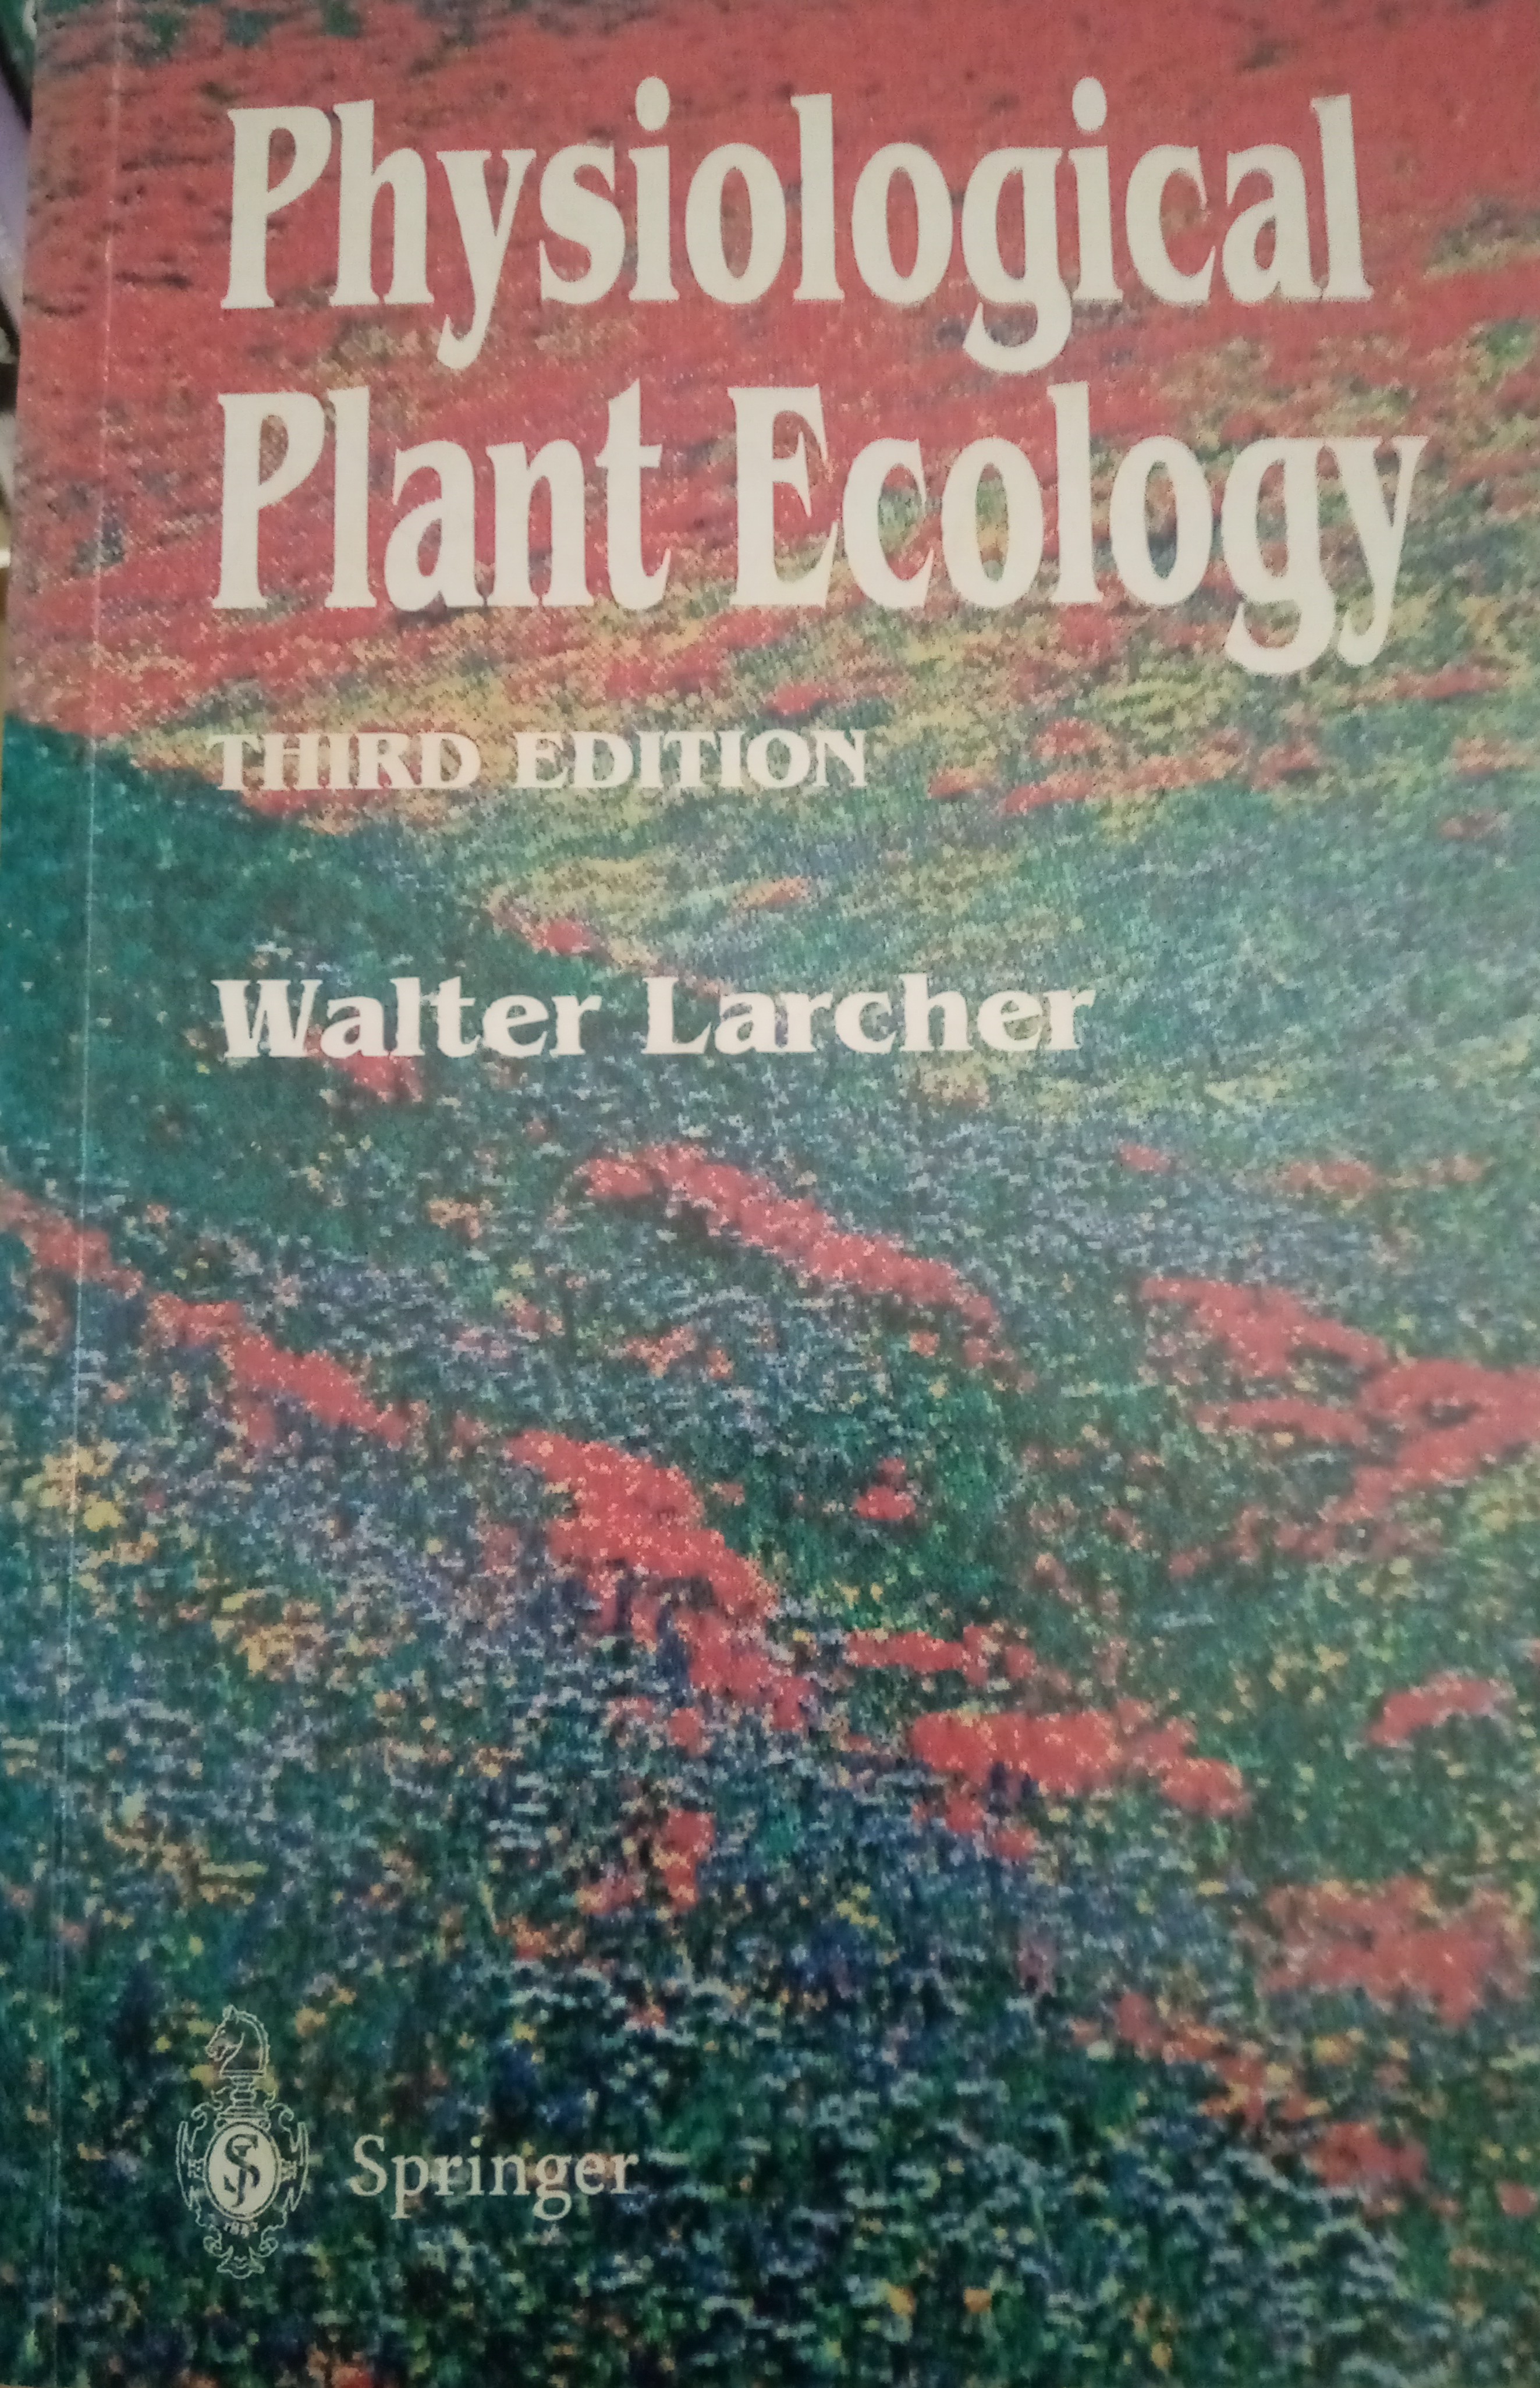 Physiological
Plant Ecology
THIRD EDITION
Walter Larcher
Springer